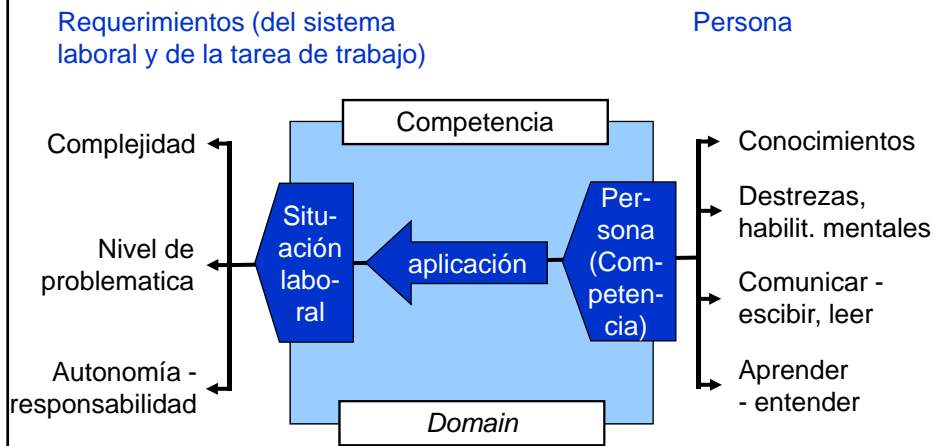 Requerimientos (del sistema
laboral y de la tarea de trabajo)
Persona
Competencia
Complejidad
Nivel de
problematica
Autonomía -
responsabilidad
Situ-
ación
labo-
ral
aplicación
Per-
sona
(Com-
peten-
cia)
Conocimientos
Destrezas,
habilit. mentales
Comunicar -
escibir, leer
Aprender
- entender
Domain